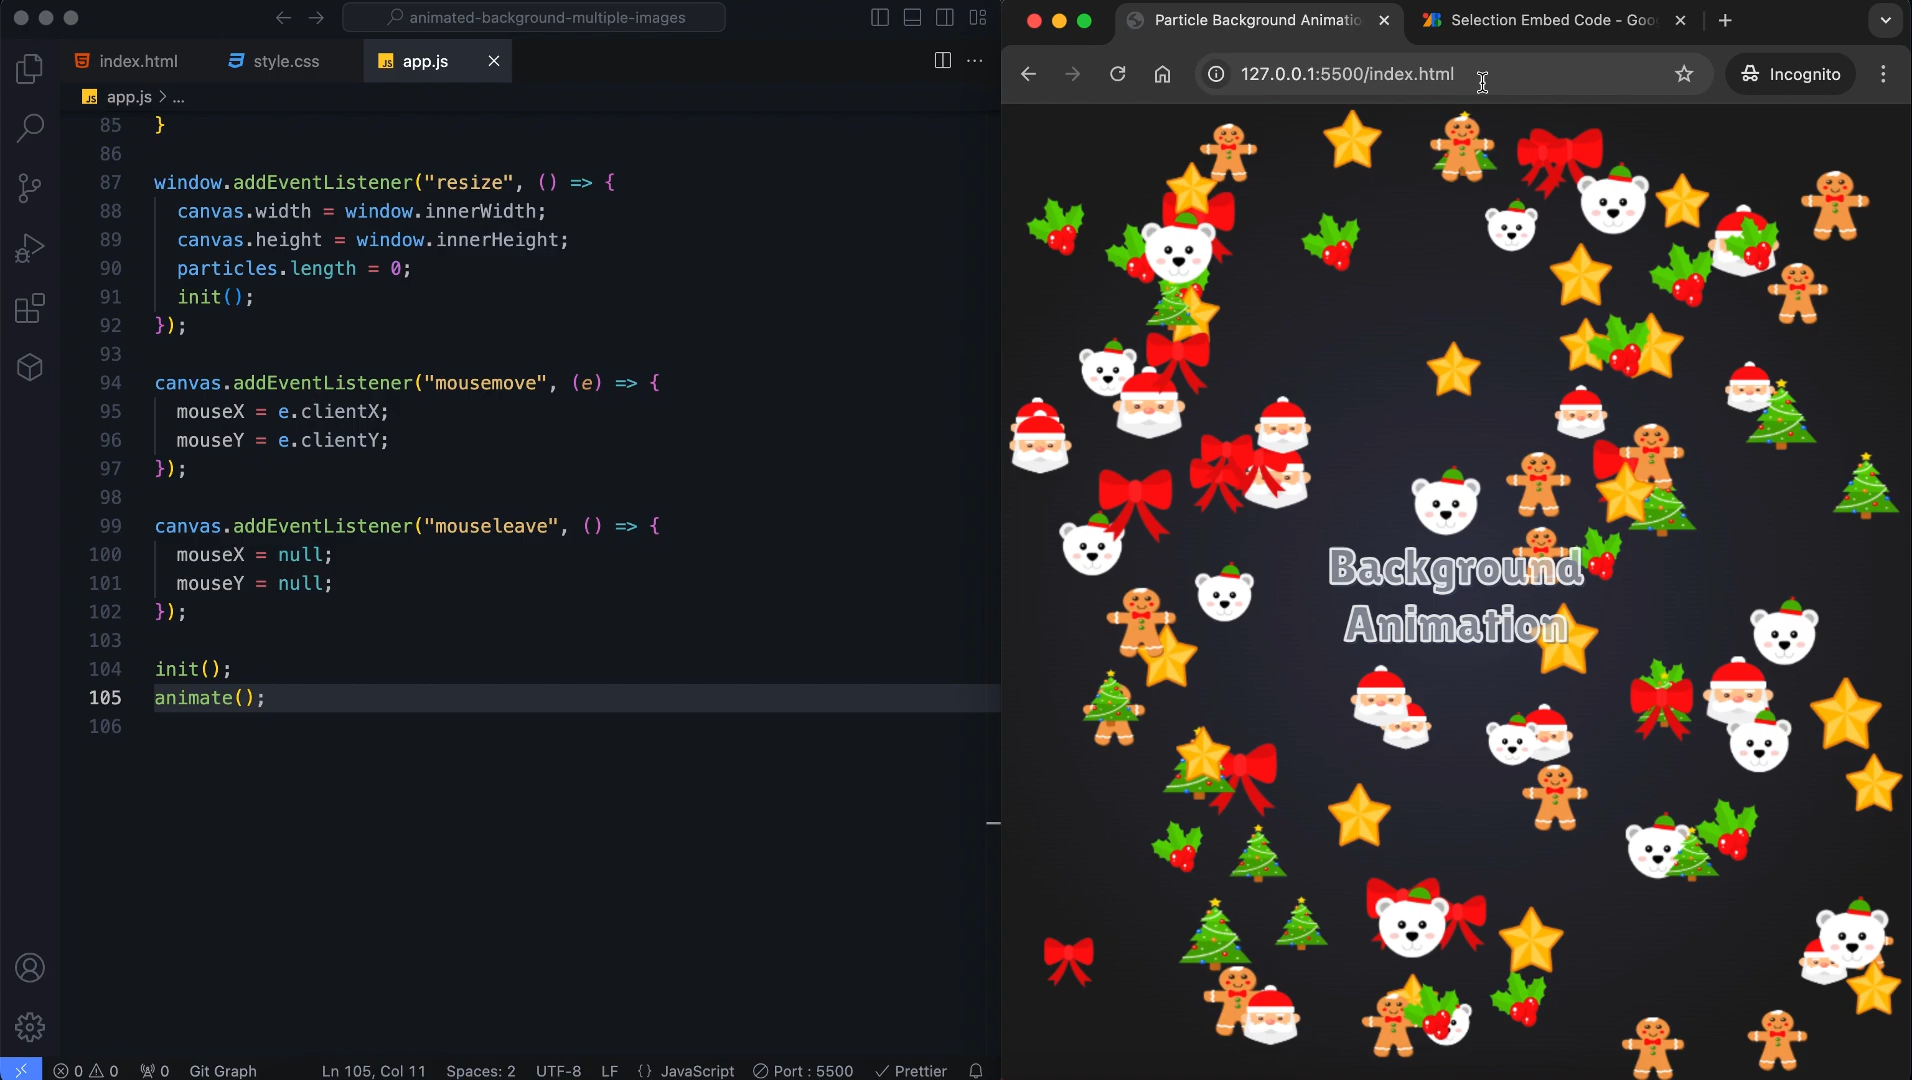 animated-background-multiple-images
index.html
style.css
app.js
app.js > ...
85 }
86
87 window.addEventListener("resize", () => {
88 canvas.width = window.innerWidth;
89 canvas.height = window.innerHeight;
90 particles.length = 0;
91 init();
92 });
93
94 canvas.addEventListener("mousemove", (e) => {
95 mouseX = e.clientX;
96 mouseY = e.clientY;
97 });
98
99 canvas.addEventListener("mouseleave", () => {
100 mouseX = null;
101 mouseY = null;
102 });
103
104 init();
105 animate();
106
0 0 0 Git Graph Ln 105, Col 11 Spaces: 2 UTF-8 LF {} JavaScript Port : 5500 Prettier
Particle Background Animatio
Selection Embed Code - Goo
127.0.0.1:5500/index.html
Incognito
Background
Animation